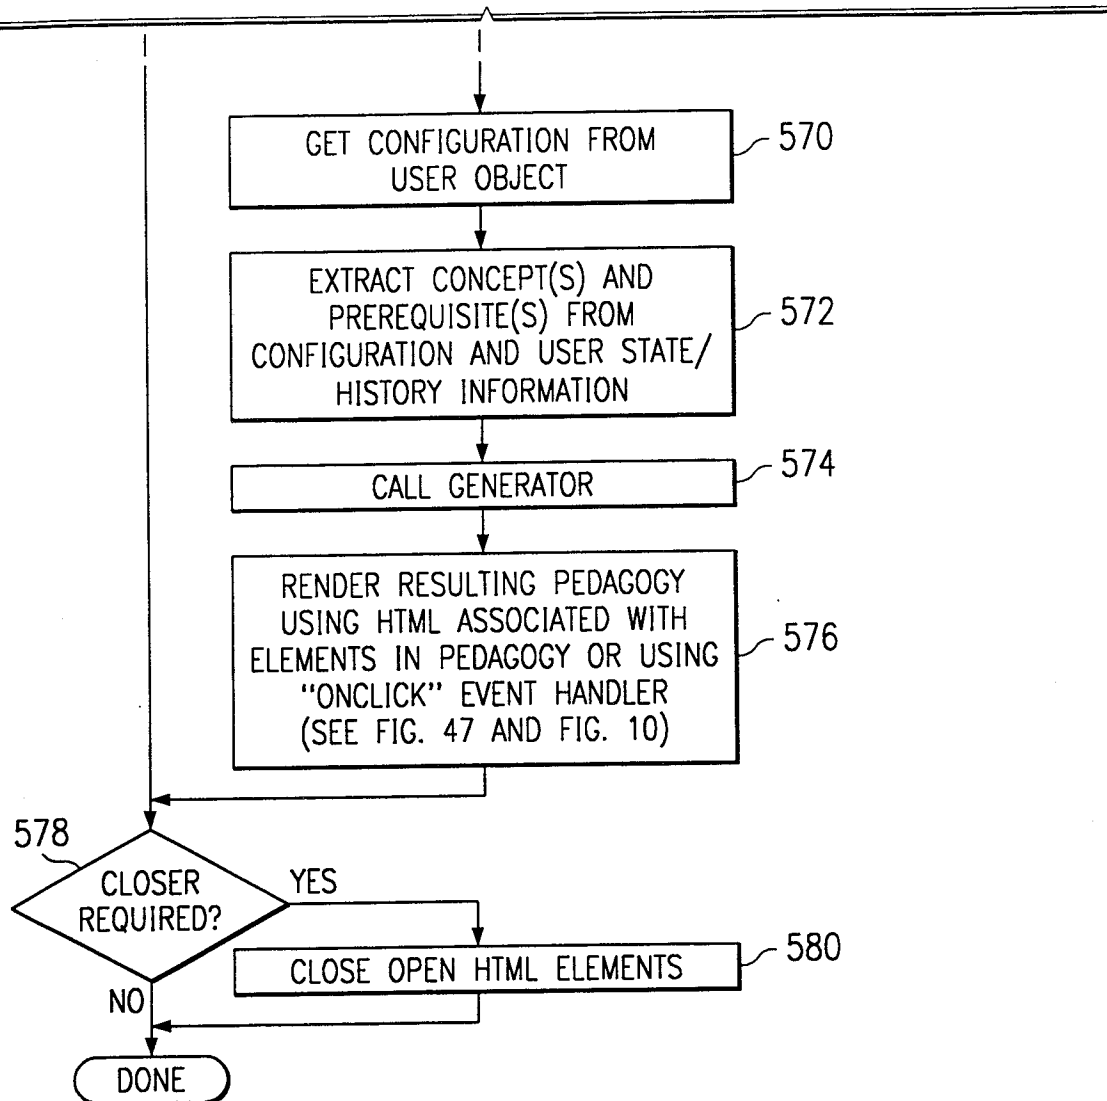 GET CONFIGURATION FROM
USER OBJECT
570
EXTRACT CONCEPT(S) AND
PREREQUISITE(S) FROM
CONFIGURATION AND USER STATE/
HISTORY INFORMATION
572
CALL GENERATOR
574
RENDER RESULTING PEDAGOGY
USING HTML ASSOCIATED WITH
ELEMENTS IN PEDAGOGY OR USING
"ONCLICK" EVENT HANDLER
(SEE FIG. 47 AND FIG. 10)
576
578
CLOSER
REQUIRED?
YES
CLOSE OPEN HTML ELEMENTS
580
NO
DONE